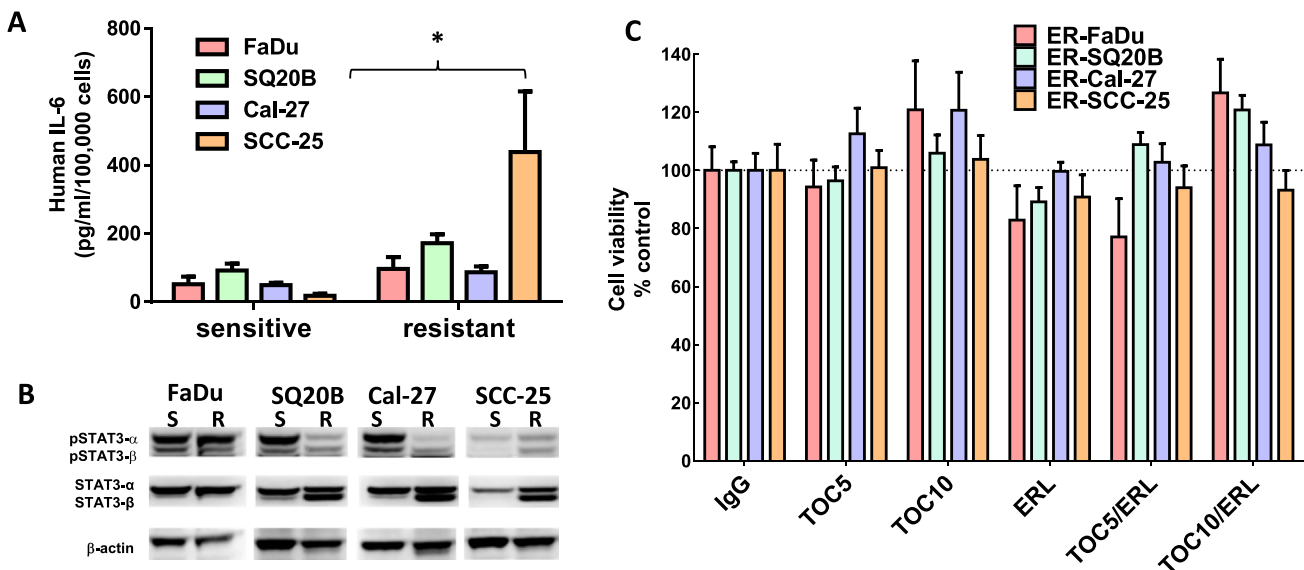 A
Human IL-6
(pg/ml/100,000 cells)
800
600
400
200
0
FaDu
SQ20B
Cal-27
SCC-25
*
sensitive resistant
B
FaDu SQ20B Cal-27 SCC-25
S R S R S R S R
pSTAT3-α
pSTAT3-β
STAT3-α
STAT3-β
β-actin
C
ER-FaDu
ER-SQ20B
ER-Cal-27
ER-SCC-25
Cell viability
% control
140
120
100
80
60
40
20
0
IgG
TOC5
TOC10
ERL
TOC5/ERL
TOC10/ERL